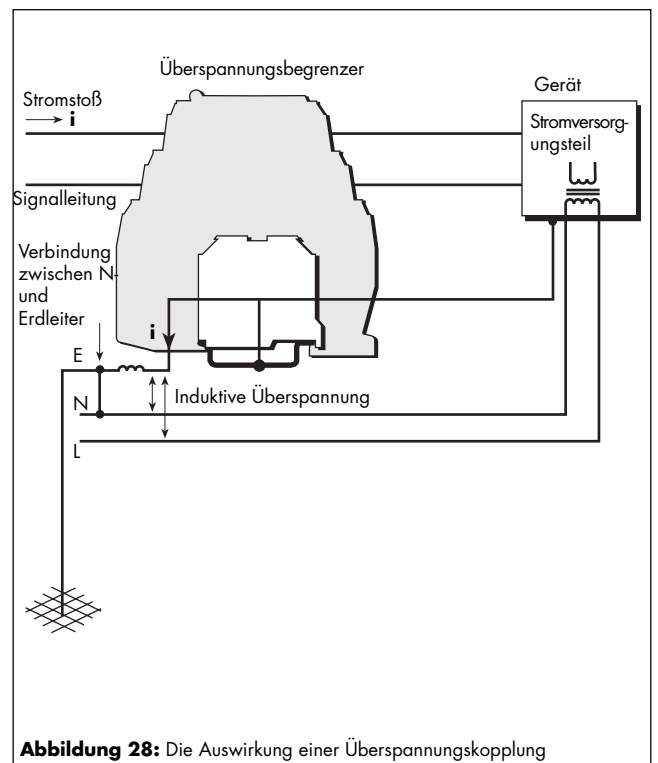 Überspannungsbegrenzer
Gerät
Stromstoß
i
Stromversorg-
ungsteil
Signalleitung
Verbindung
zwischen N-
und
Erdleiter
i
E
N
Induktive Überspannung
L
Abbildung 28: Die Auswirkung einer Überspannungskopplung